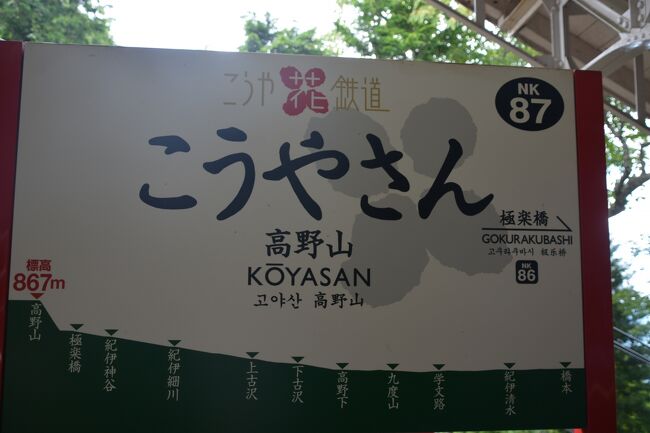 こうや花鉄道
NK
87
こうやさん
高野山
KŌYASAN
고야산 高野山
極楽橋
GOKURAKUBASHI
고쿠라쿠바시 极乐桥
NK
86
標高
867m
高野山
極楽橋
紀伊神谷
紀伊細川
上古沢
下古沢
高野下
九度山
学文路
紀伊清水
橋本